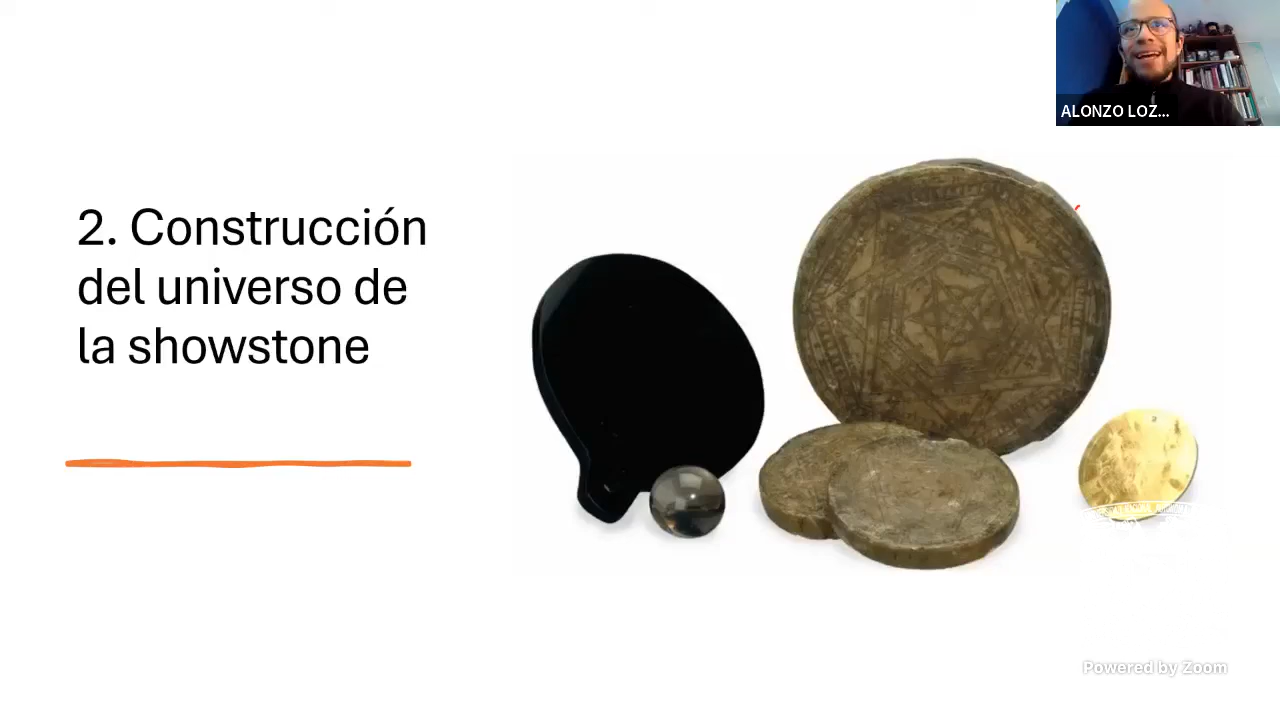 ALONZO LOZ...
2. Construcción
del universo de
la showstone
Powered by Zoom